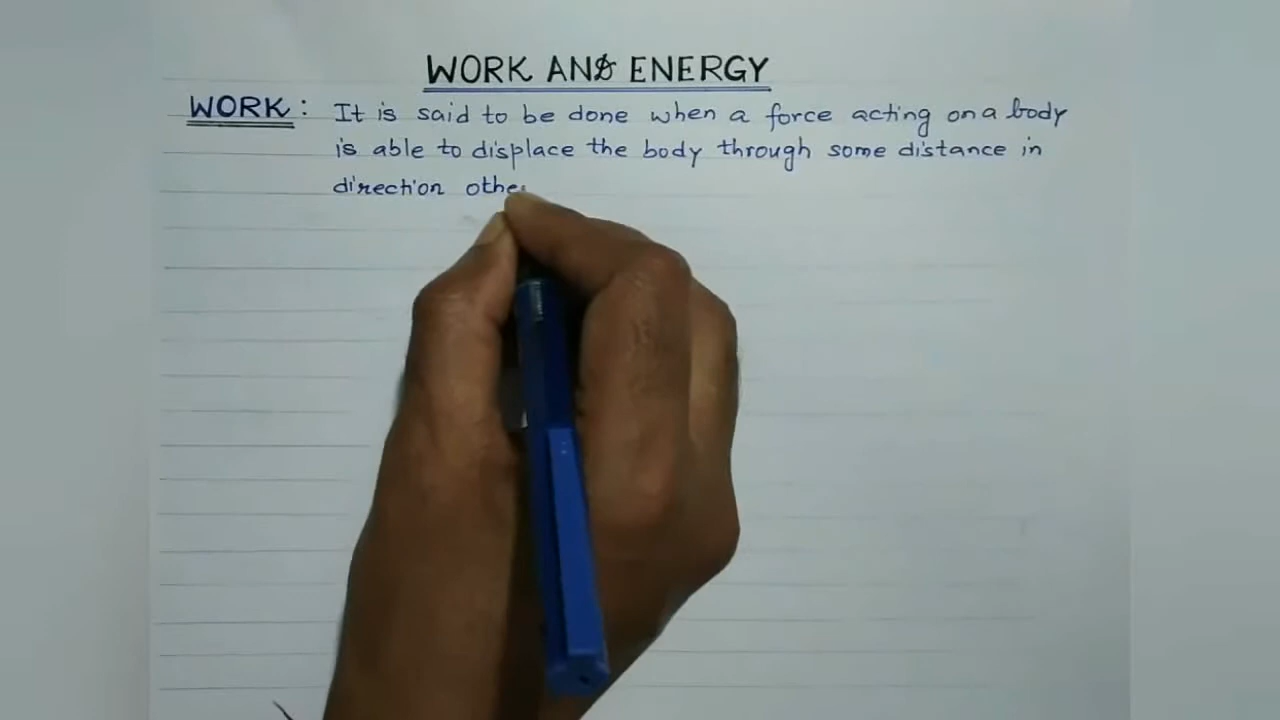 WORK AND ENERGY
WORK: It is said to be done when a force acting on a body
is able to displace the body through some distance in
direction othe